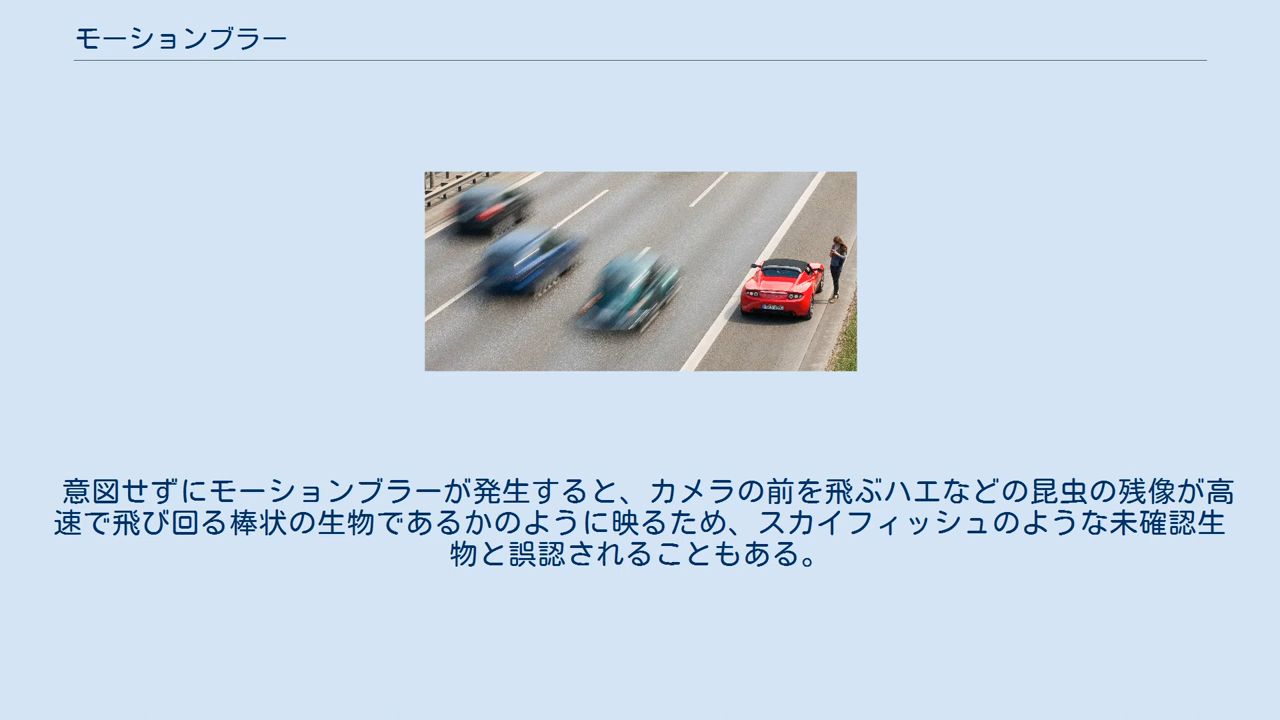 モーションブラー
意図せずにモーションブラーが発生すると、カメラの前を飛ぶハエなどの昆虫の残像が高
速で飛び回る棒状の生物であるかのように映るため、スカイフィッシュのような未確認生
物と誤認されることもある。